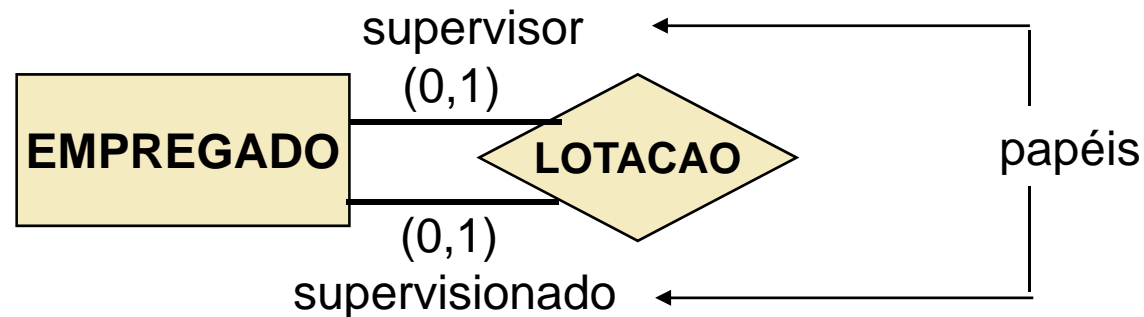 supervisor
(0,1)
EMPREGADO
LOTACAO
papéis
(0,1)
supervisionado